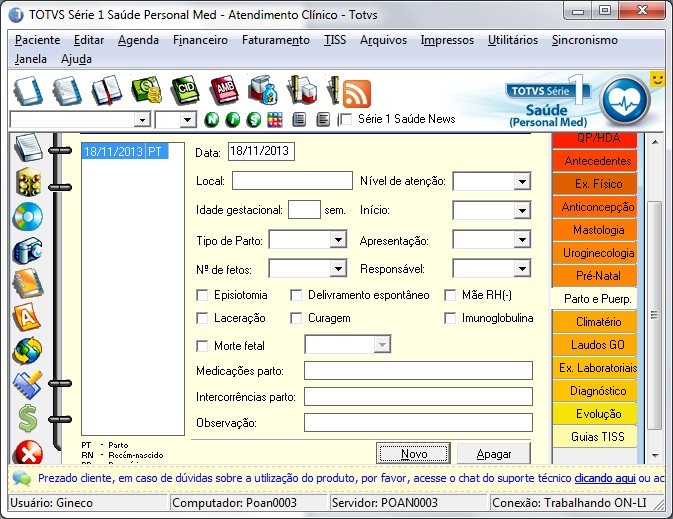 TOTVS Série 1 Saúde Personal Med - Atendimento Clínico - Totvs
Paciente Editar Agenda Financeiro Faturamento TISS Arquivos Impressos Utilitários Sincronismo
Janela Ajuda
CID AMB
TOTVS Série 1
Saúde
(Personal Med)
Série 1 Saúde News
18/11/2013 PT
Data: 18/11/2013
Local: Nível de atenção:
Idade gestacional: sem. Início:
Tipo de Parto: Apresentação:
Nº de fetos: Responsável:
Episiotomia Delivramento espontâneo Mãe RH(-)
Laceração Curagem Imunoglobulina
Morte fetal
Medicações parto:
Intercorrências parto:
Observação:
PT - Parto
RN - Recém-nascido
Novo Apagar
QP/HDA
Antecedentes
Ex. Físico
Anticoncepção
Mastologia
Uroginecologia
Pré-Natal
Parto e Puerp.
Climatério
Laudos GO
Ex. Laboratoriais
Diagnóstico
Evolução
Guias TISS
Prezado cliente, em caso de dúvidas sobre a utilização do produto, por favor, acesse o chat do suporte técnico clicando aqui ou ac
Usuário: Gineco Computador: Poan0003 Servidor: POAN0003 Conexão: Trabalhando ON-LI